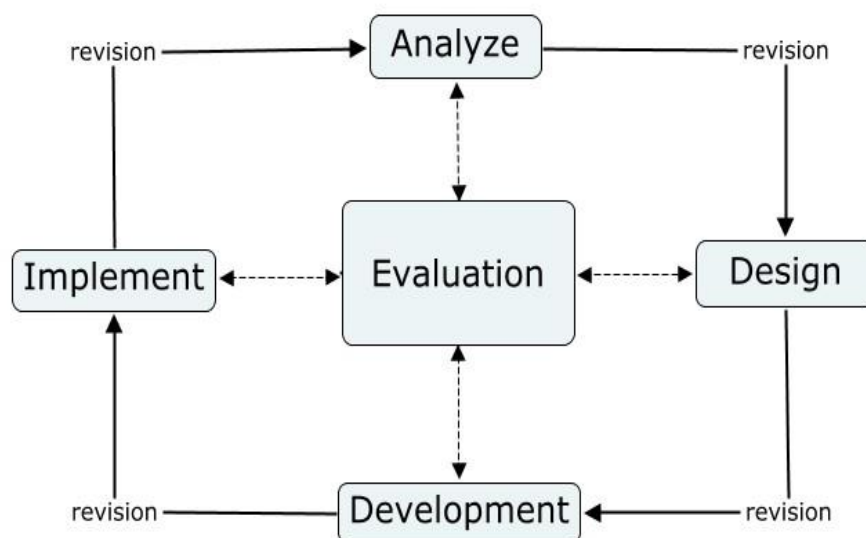 Analyze
revision
revision
Implement
Evaluation
Design
revision
Development
revision